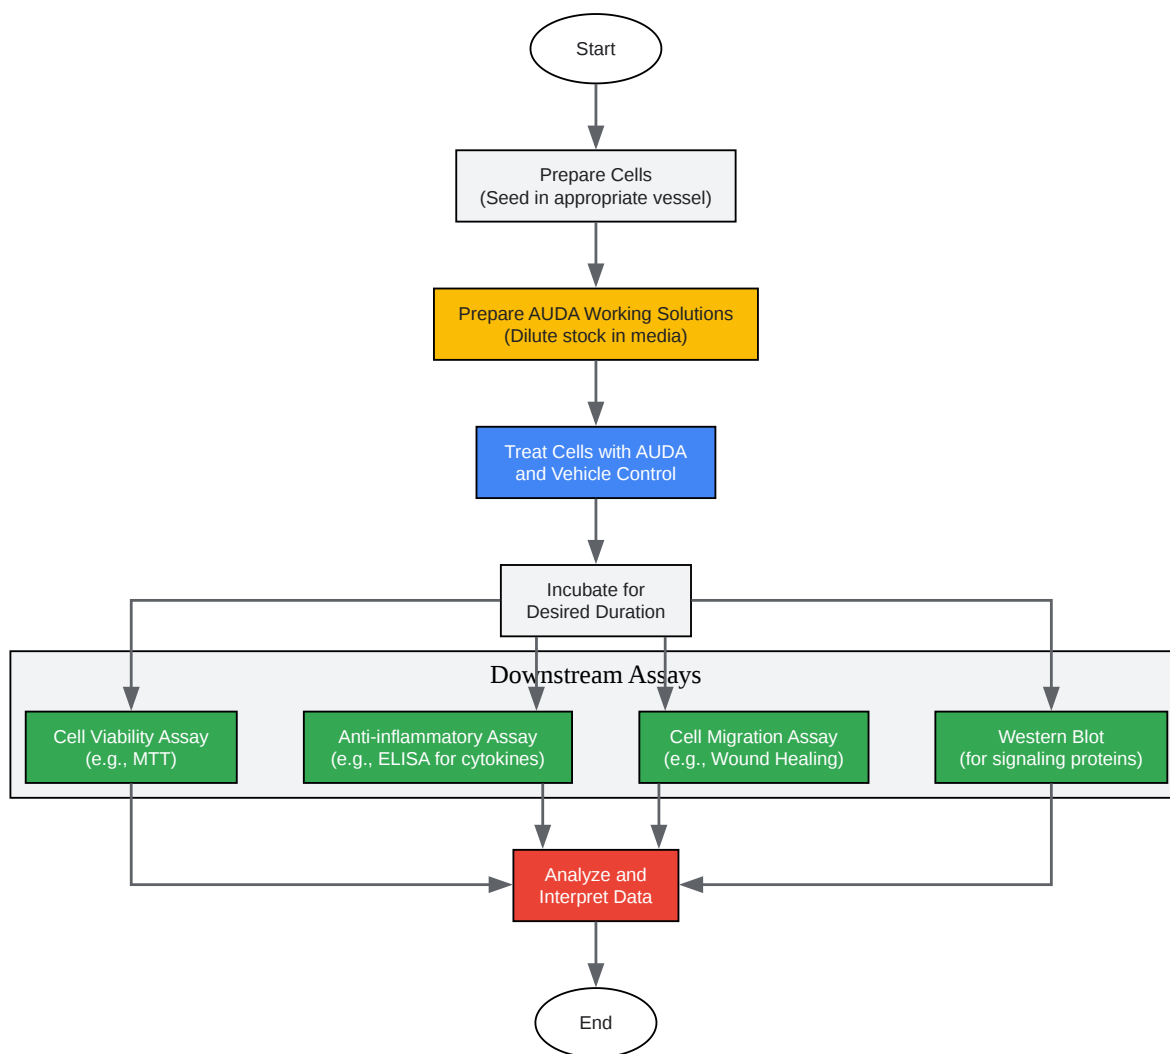 Start
Prepare Cells
(Seed in appropriate vessel)
Prepare AUDA Working Solutions
(Dilute stock in media)
Treat Cells with AUDA
and Vehicle Control
Incubate for
Desired Duration
Downstream Assays
Cell Viability Assay
(e.g., MTT)
Anti-inflammatory Assay
(e.g., ELISA for cytokines)
Cell Migration Assay
(e.g., Wound Healing)
Western Blot
(for signaling proteins)
Analyze and
Interpret Data
End